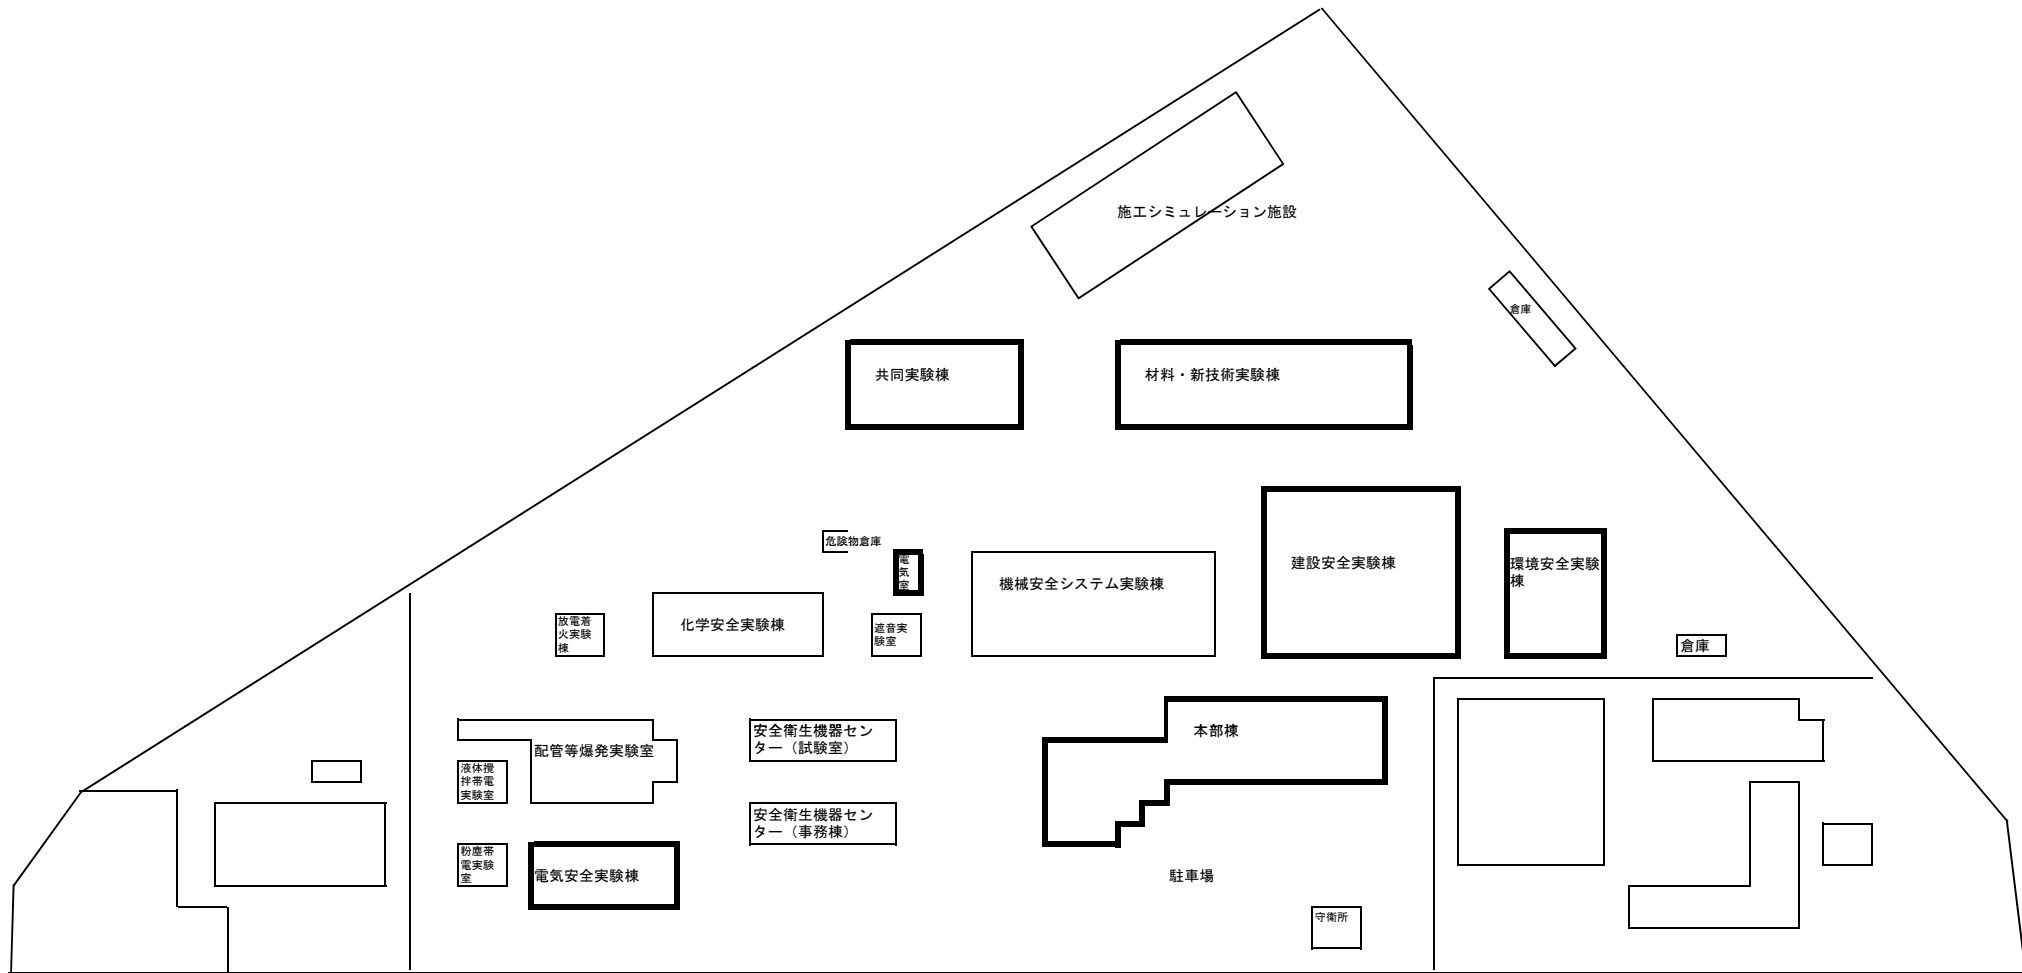 施工シミュレーション施設
倉庫
共同実験棟
材料・新技術実験棟
危険物倉庫
電
気
室
機械安全システム実験棟
建設安全実験棟
環境安全実験
棟
放電着
火実験
棟
化学安全実験棟
遮音実
験室
倉庫
配管等爆発実験室
安全衛生機器セン
ター（試験室）
本部棟
液体攪
拌帯電
実験室
安全衛生機器セン
ター（事務棟）
粉塵帯
電実験
室
電気安全実験棟
駐車場
守衛所